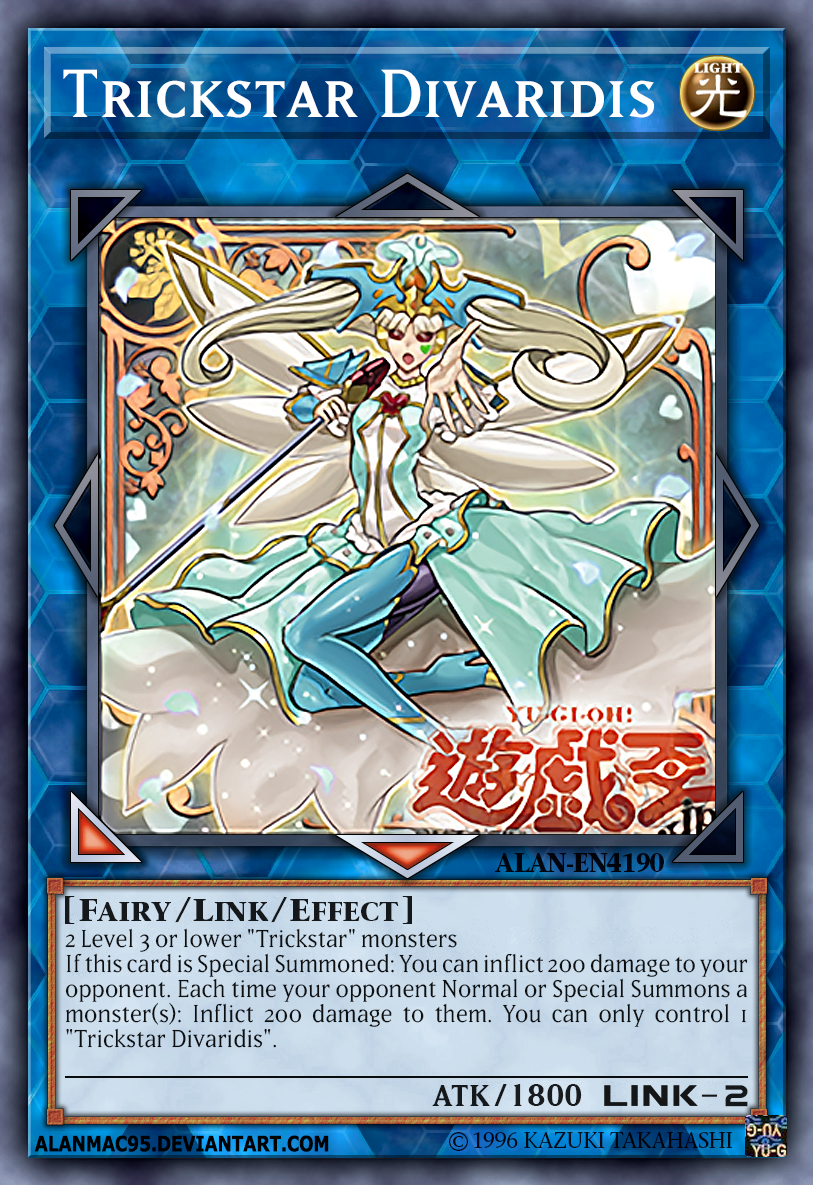 Trickstar Divaridis
LIGHT
光
YU-GI-OH!
遊戯王
ALAN-EN4190
[Fairy/Link/Effect]
2 Level 3 or lower "Trickstar" monsters
If this card is Special Summoned: You can inflict 200 damage to your
opponent. Each time your opponent Normal or Special Summons a
monster(s): Inflict 200 damage to them. You can only control 1
"Trickstar Divaridis".
ATK/1800 LINK-2
ALANMAC95.DEVIANTART.COM
©1996 KAZUKI TAKAHASHI